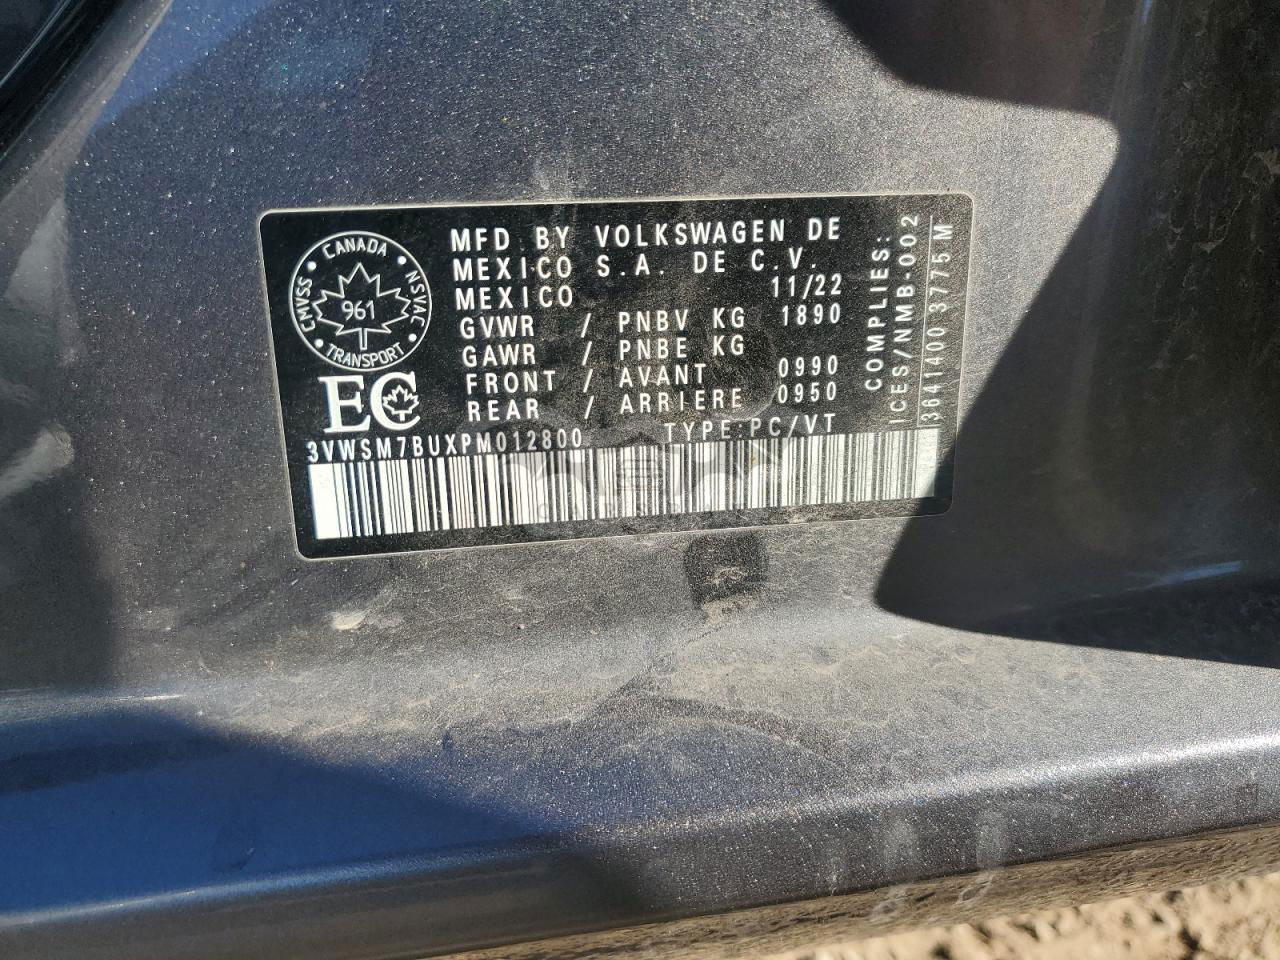 CANADA
CMVSS NSVAC
961
TRANSPORT
EC
MFD BY VOLKSWAGEN DE
MEXICO S.A. DE C.V.
MEXICO 11/22
GVWR / PNBV KG 1890
GAWR / PNBE KG
FRONT / AVANT 0990
REAR / ARRIERE 0950
3VWSM7BUXPM012800 TYPE:PC/VT
COMPLIES:
ICES/NMB-002
3641400 3775 M